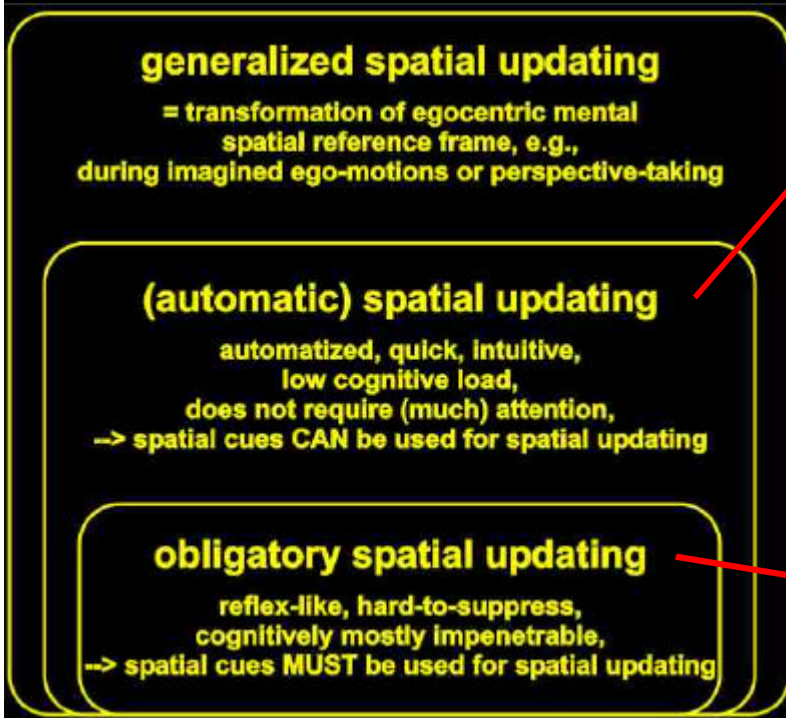 generalized spatial updating
= transformation of egocentric mental
spatial reference frame, e.g.,
during imagined ego-motions or perspective-taking
(automatic) spatial updating
automatized, quick, intuitive,
low cognitive load,
does not require (much) attention,
--> spatial cues CAN be used for spatial updating
obligatory spatial updating
reflex-like, hard-to-suppress,
cognitively mostly impenetrable,
--> spatial cues MUST be used for spatial updating